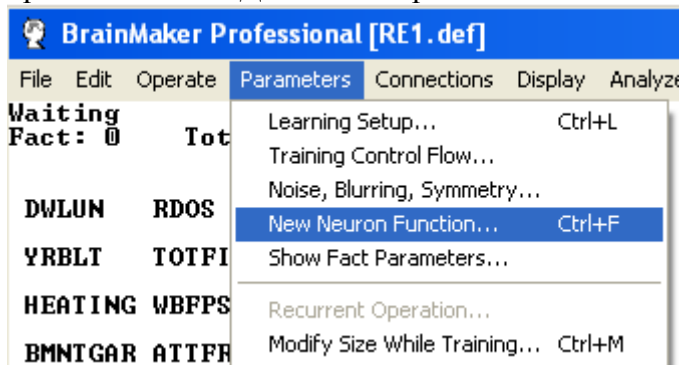 BrainMaker Professional [RE1.def]
File Edit Operate Parameters Connections Display Analyze
Waiting
Fact: 0 Tot
DWLUN RDOS
YRBLT TOTFI
HEATING WBFPS
BMNTGAR ATTFR
Learning Setup... Ctrl+L
Training Control Flow...
Noise, Blurring, Symmetry...
New Neuron Function... Ctrl+F
Show Fact Parameters...
Recurrent Operation...
Modify Size While Training... Ctrl+M